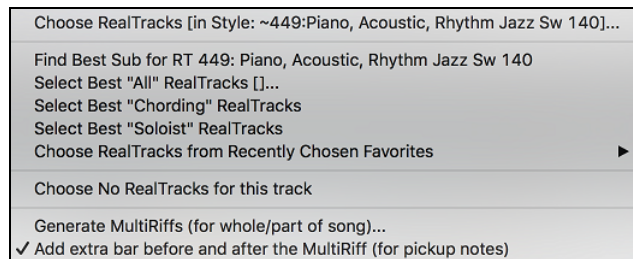 Choose RealTracks [in Style: ~449:Piano, Acoustic, Rhythm Jazz Sw 140]...
Find Best Sub for RT 449: Piano, Acoustic, Rhythm Jazz Sw 140
Select Best "All" RealTracks []...
Select Best "Chording" RealTracks
Select Best "Soloist" RealTracks
Choose RealTracks from Recently Chosen Favorites
Choose No RealTracks for this track
Generate MultiRiffs (for whole/part of song)...
✓ Add extra bar before and after the MultiRiff (for pickup notes)